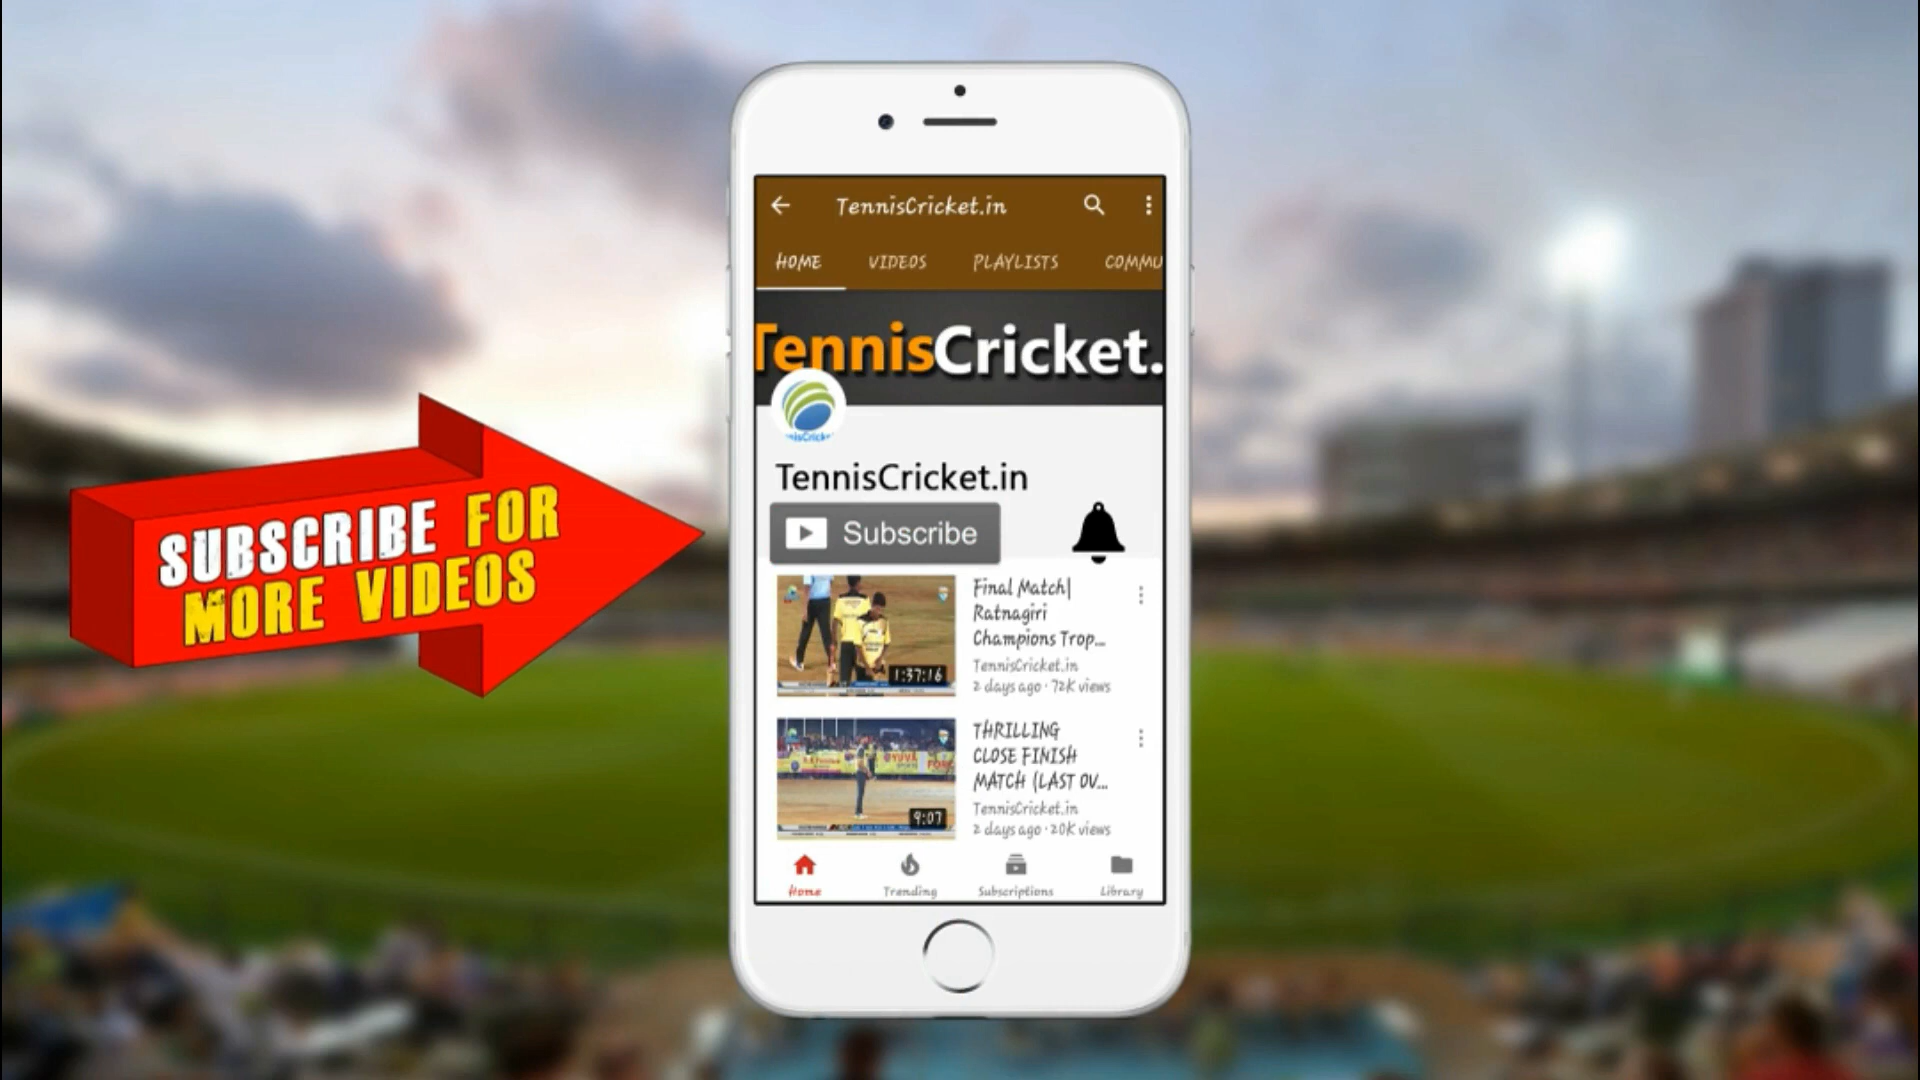 SUBSCRIBE FOR
MORE VIDEOS
TennisCricket.in
HOME VIDEOS PLAYLISTS COMMU
TennisCricket.
TennisCricket.in
Subscribe
Final Match|
Ratnagiri
Champions Trop...
TennisCricket.in
2 days ago · 72K views
1:37:16
THRILLING
CLOSE FINISH
MATCH (LAST OV...
TennisCricket.in
2 days ago · 20K views
9:07
Home Trending Subscriptions Library